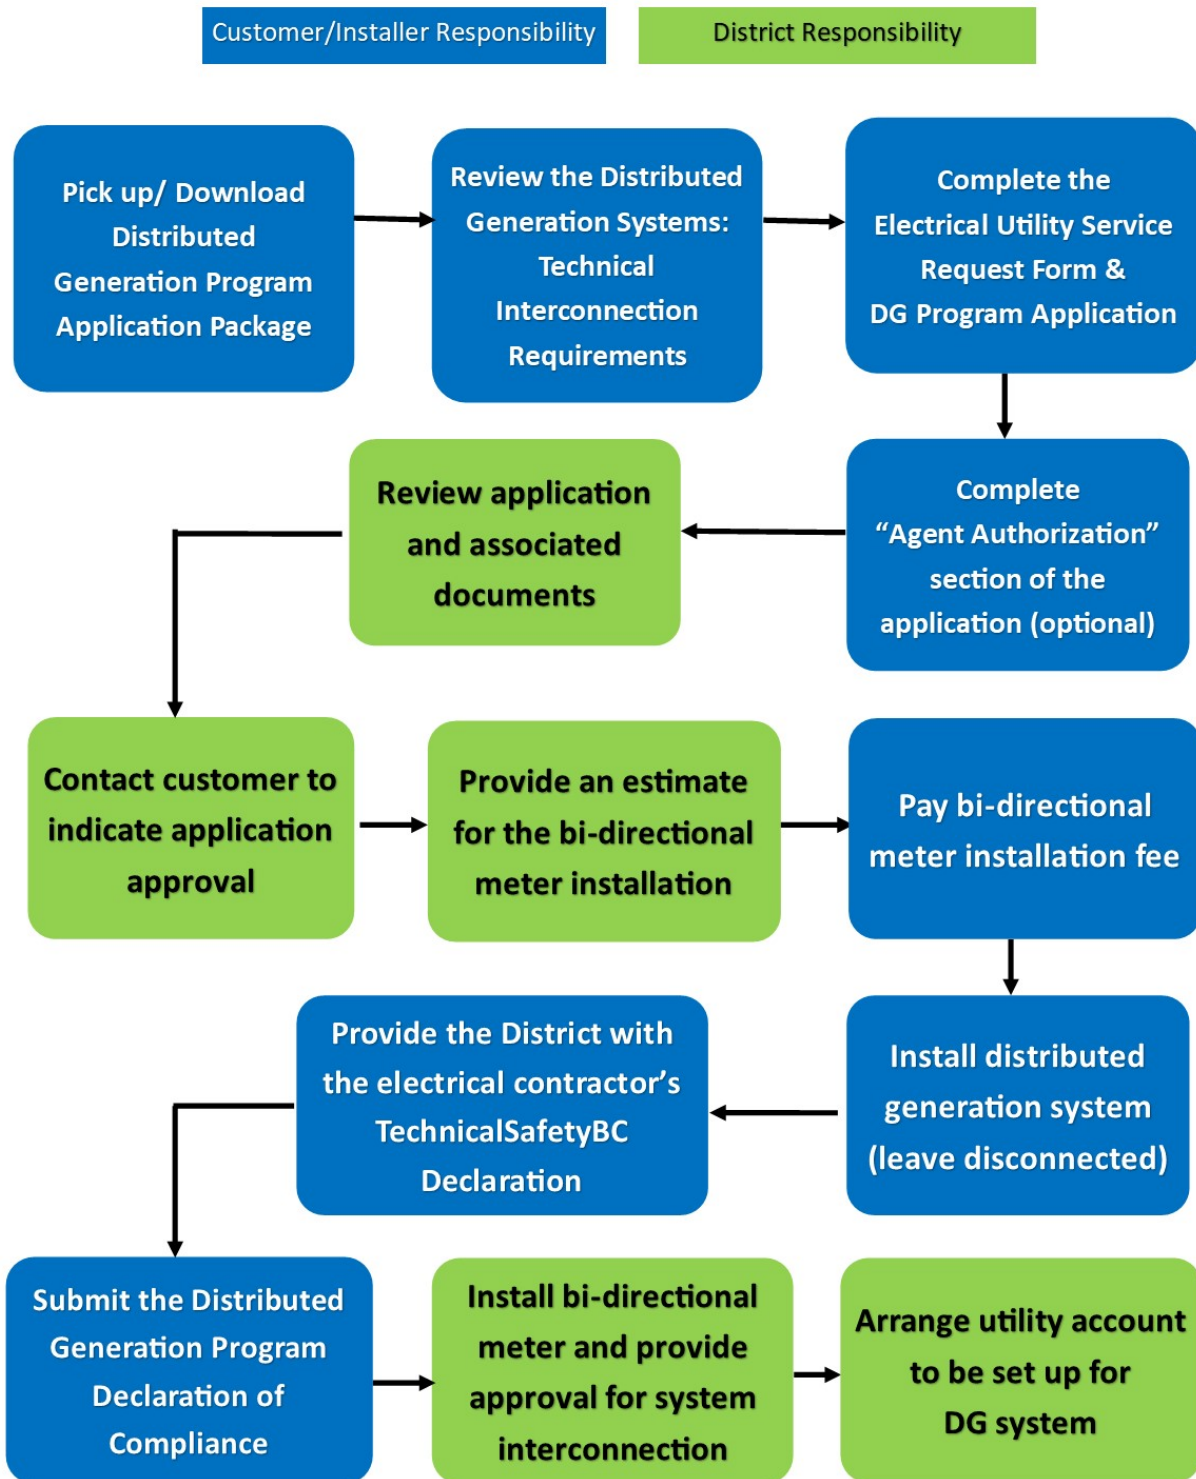 Customer/Installer Responsibility
District Responsibility
Pick up/ Download
Distributed
Generation Program
Application Package
Review the Distributed
Generation Systems:
Technical
Interconnection
Requirements
Complete the
Electrical Utility Service
Request Form &
DG Program Application
Complete
“Agent Authorization”
section of the
application (optional)
Review application
and associated
documents
Contact customer to
indicate application
approval
Provide an estimate
for the bi-directional
meter installation
Pay bi-directional
meter installation fee
Install distributed
generation system
(leave disconnected)
Provide the District with
the electrical contractor’s
TechnicalSafetyBC
Declaration
Submit the Distributed
Generation Program
Declaration of
Compliance
Install bi-directional
meter and provide
approval for system
interconnection
Arrange utility account
to be set up for
DG system